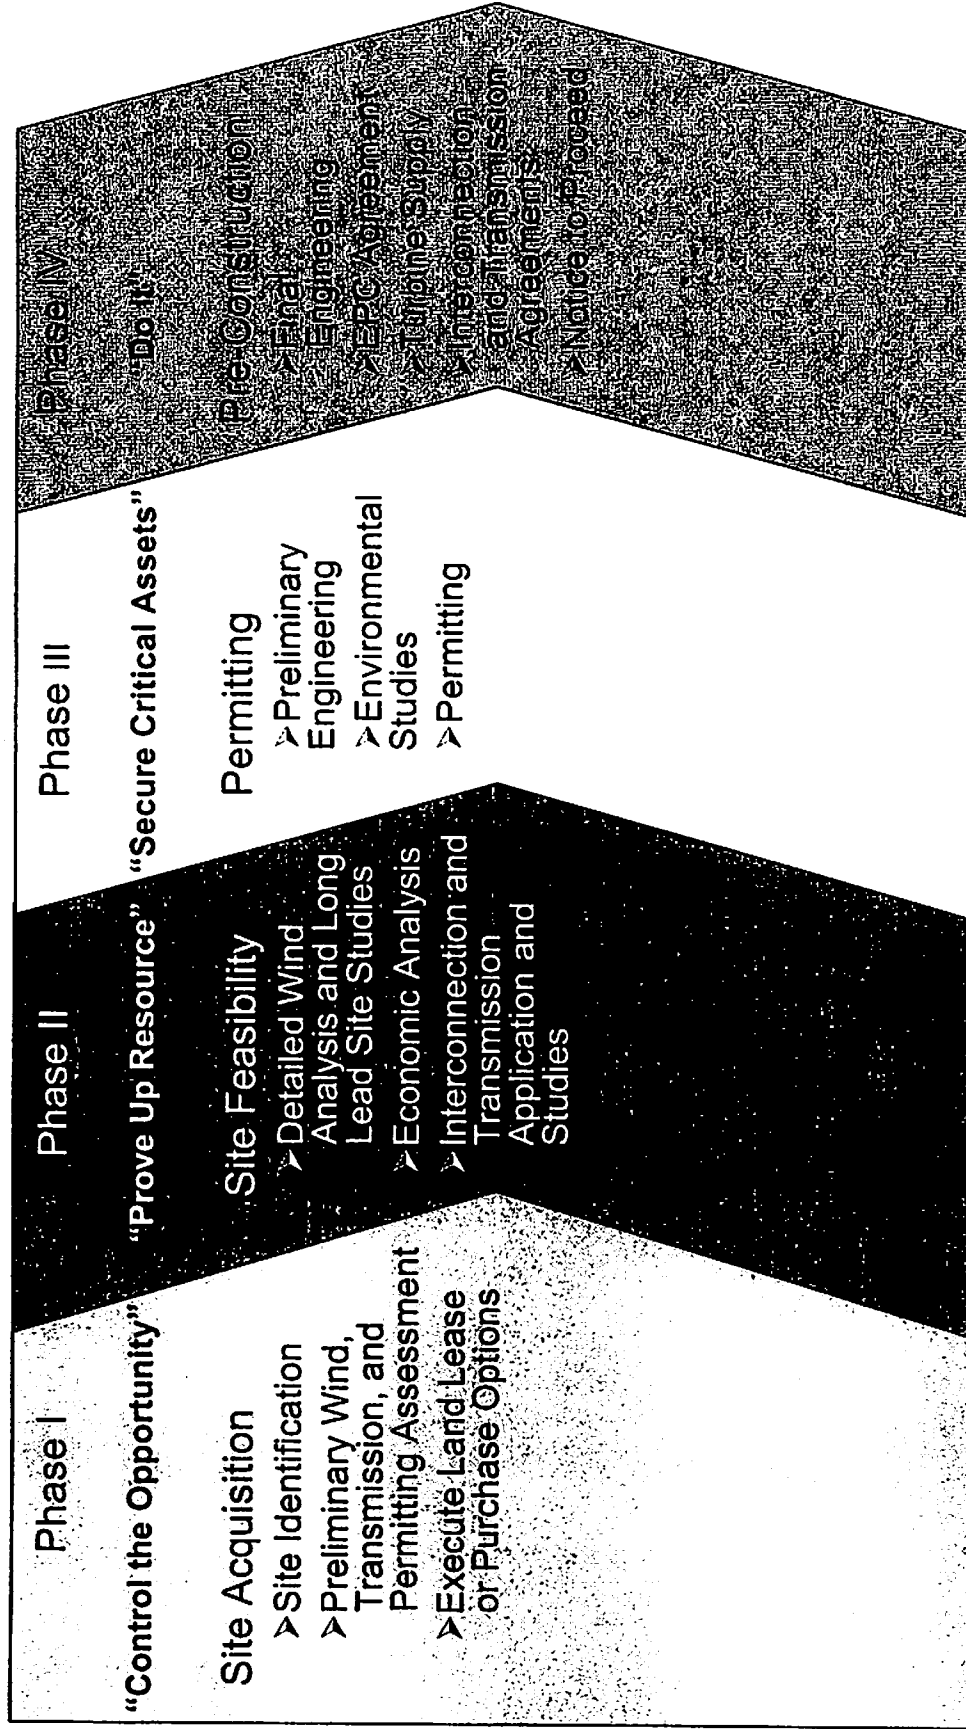 Phase I
“Control the Opportunity”
Site Acquisition
➢Site Identification
➢Preliminary Wind,
Transmission, and
Permitting Assessment
➢Execute Land Lease
or Purchase Options
Phase II
“Prove Up Resource”
Site Feasibility
➢Detailed Wind
Analysis and Long
Lead Site Studies
➢Economic Analysis
➢Interconnection and
Transmission
Application and
Studies
Phase III
“Secure Critical Assets”
Permitting
➢Preliminary
Engineering
➢Environmental
Studies
➢Permitting
Phase IV
“Do it”
Pre-Construction
➢Final
Engineering
➢EPC Agreement
➢Turbine Supply
➢Interconnection
and Transmission
Agreements
➢Notice to Proceed